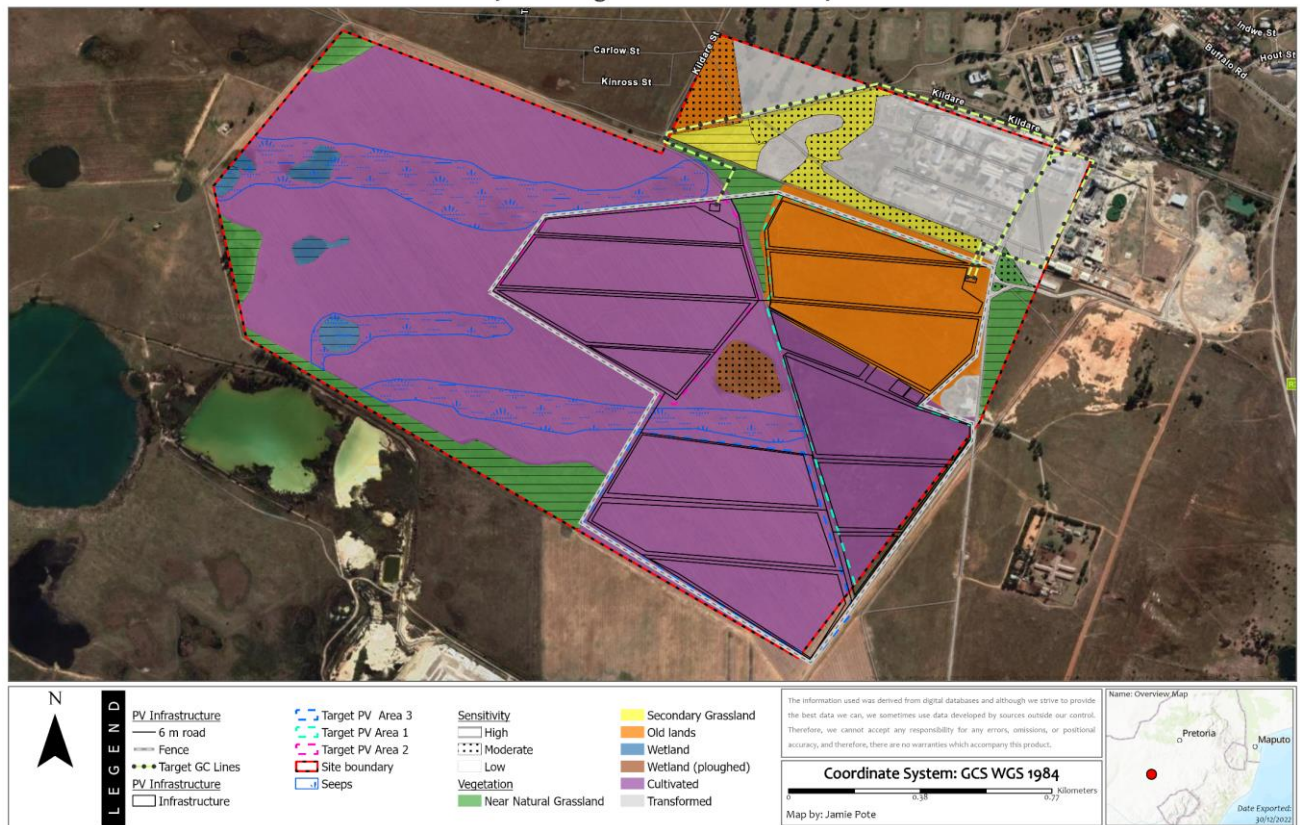 Carlow St
Kinross St
Kildare St
Kildare
Kildare
Indwe St
Buffalo Rd
Hout St
N
LEGEND
PV Infrastructure
6 m road
Fence
Target GC Lines
PV Infrastructure
Infrastructure
Target PV Area 3
Target PV Area 1
Target PV Area 2
Site boundary
Seeps
Sensitivity
High
Moderate
Low
Vegetation
Near Natural Grassland
Secondary Grassland
Old lands
Wetland
Wetland (ploughed)
Cultivated
Transformed
The information used was derived from digital databases and although we strive to provide
the best data we can, we sometimes use data developed by sources outside our control.
Therefore, we cannot accept any responsibility for any errors, omissions, or positional
accuracy, and therefore, there are no warranties which accompany this product.
Coordinate System: GCS WGS 1984
0 0.38 0.77 Kilometers
Map by: Jamie Pote
Name: Overview Map
Pretoria
Maputo
Date Exported:
30/12/2022